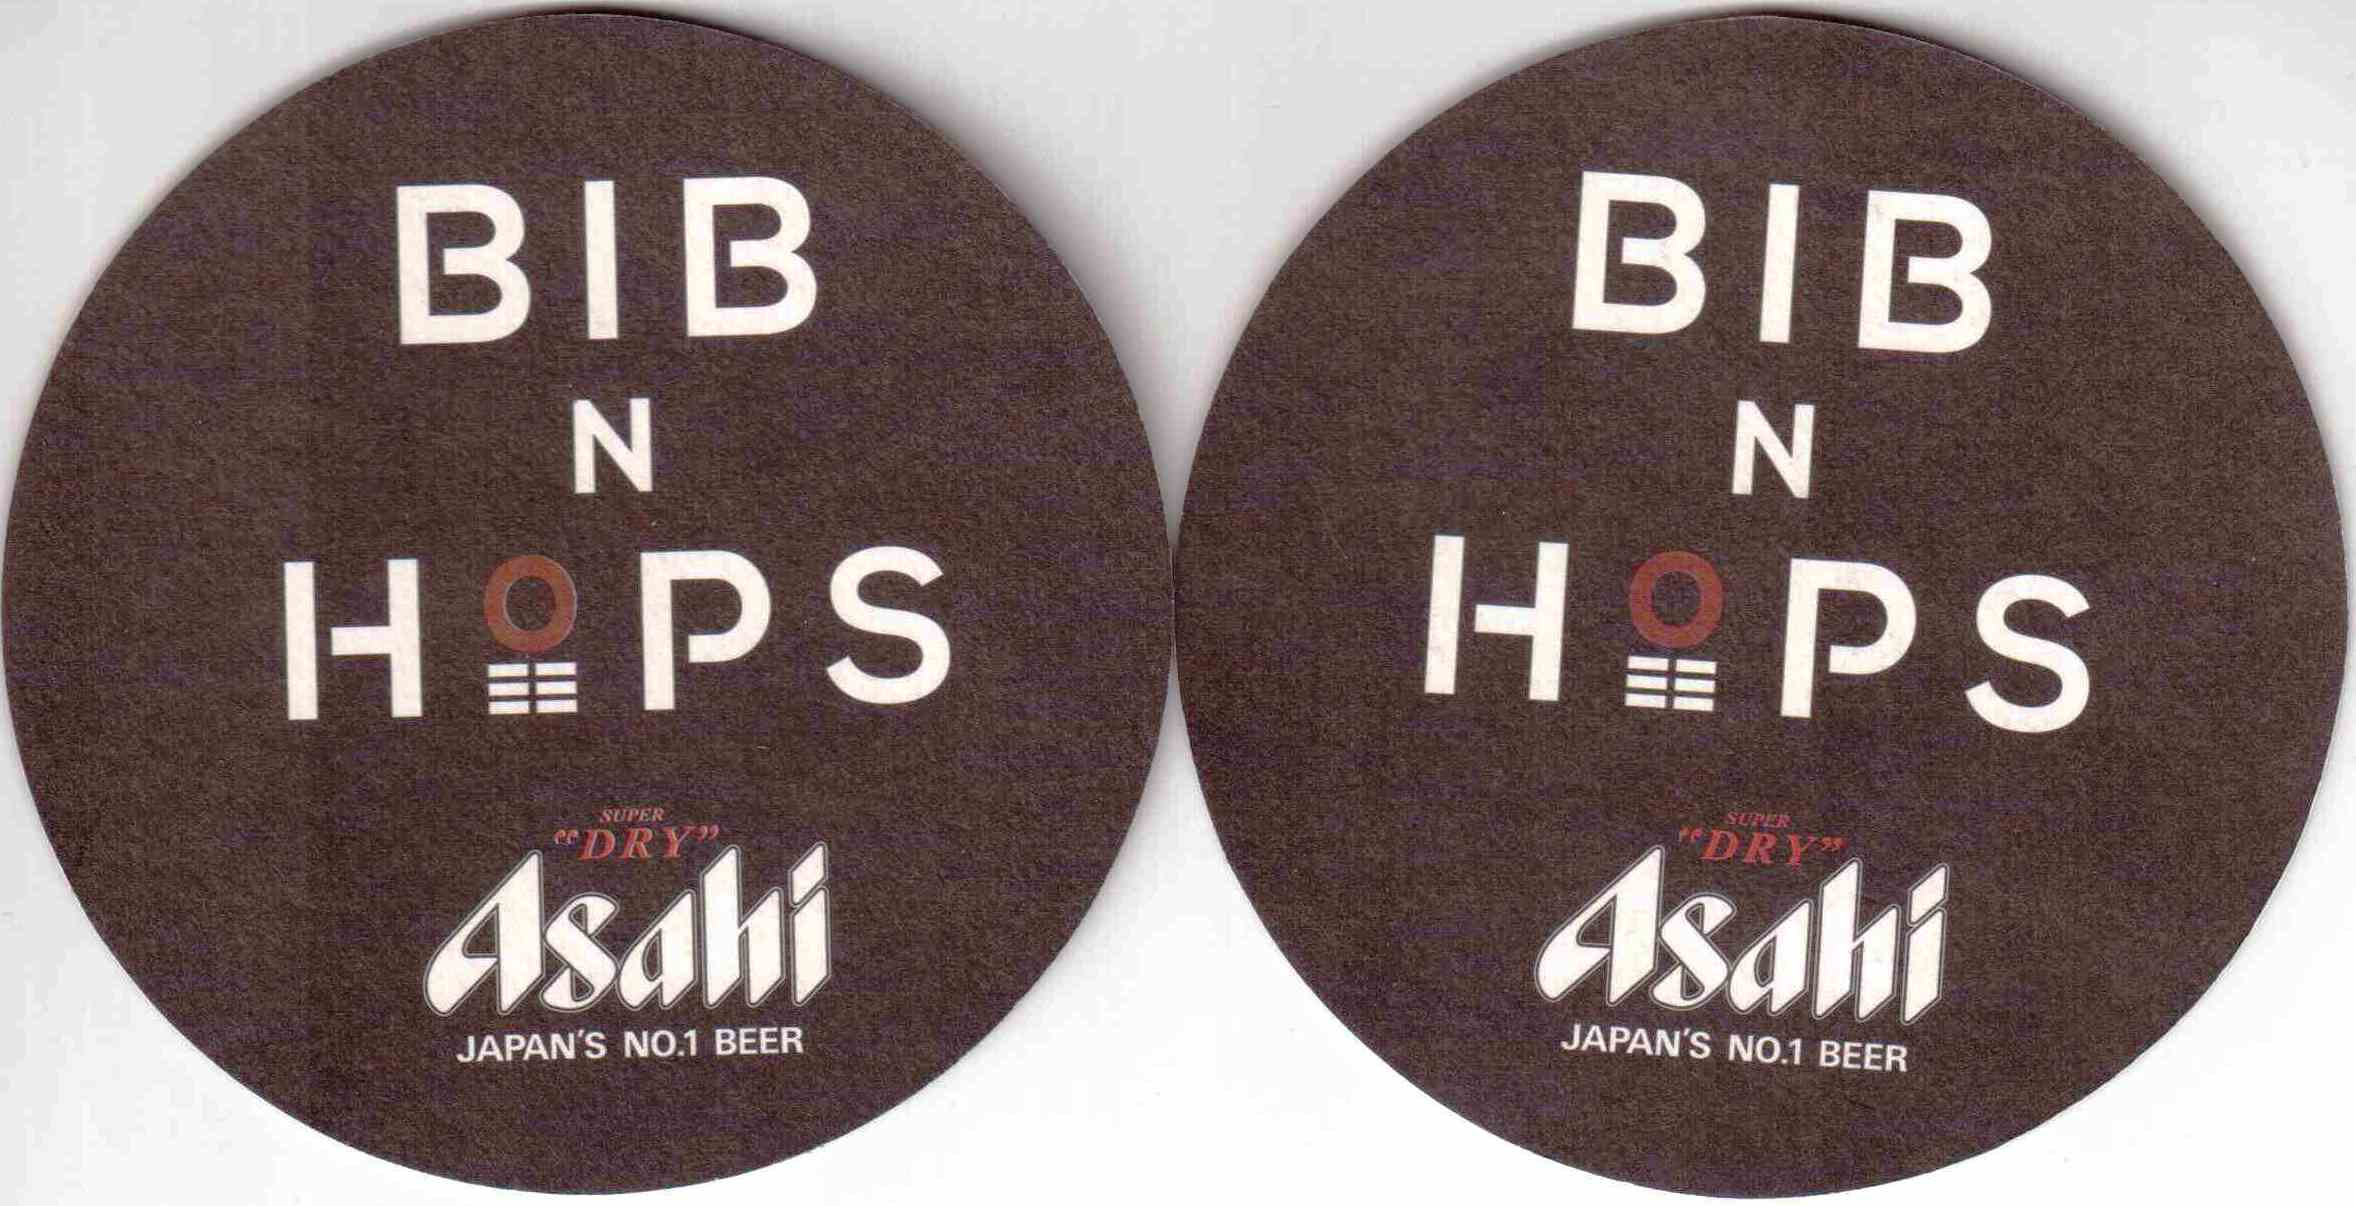 BIB
N
HOPS
SUPER
"DRY"
Asahi
JAPAN'S NO.1 BEER
BIB
N
HOPS
SUPER
"DRY"
Asahi
JAPAN'S NO.1 BEER